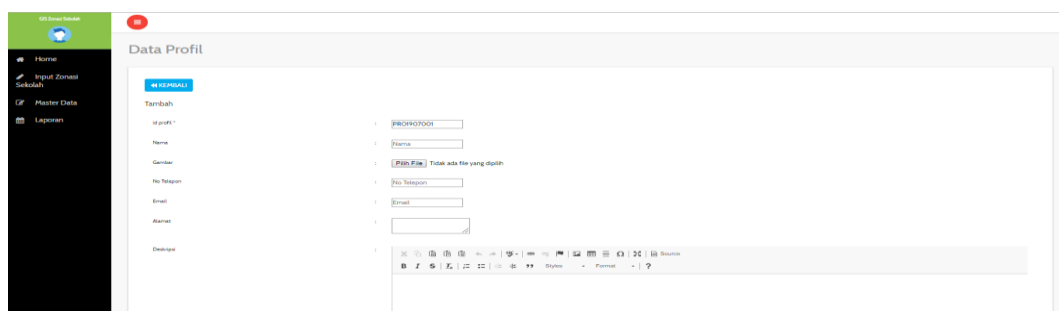 GIS Zonasi Sekolah
Home
Input Zonasi
Sekolah
Master Data
Laporan
Data Profil
KEMBALI
Tambah
id profil * : PRO1907001
Nama : Nama
Gambar : Pilih File Tidak ada file yang dipilih
No Telepon : No Telepon
Email : Email
Alamat :
Deskripsi :
Source
B I S Styles Format ?